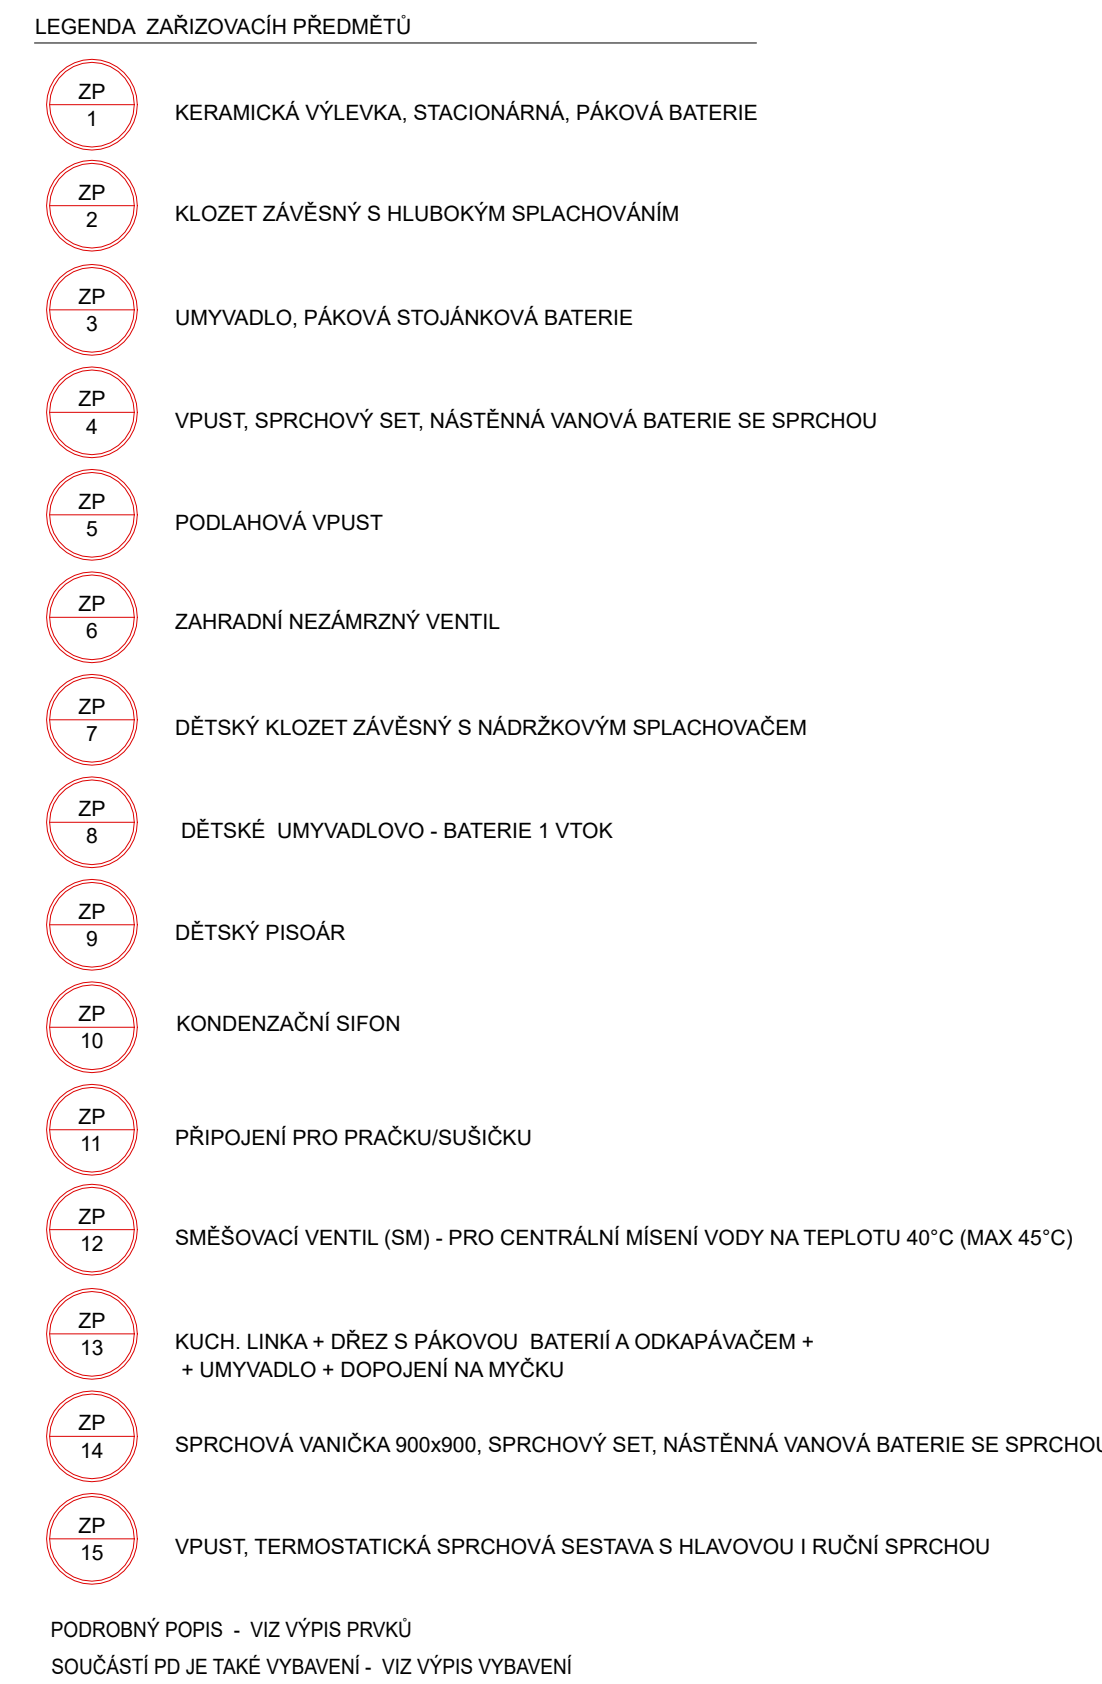 LEGENDA ZAŘIZOVACÍH PŘEDMĚTŮ
ZP
1
KERAMICKÁ VÝLEVKA, STACIONÁRNÁ, PÁKOVÁ BATERIE
ZP
2
KLOZET ZÁVĚSNÝ S HLUBOKÝM SPLACHOVÁNÍM
ZP
3
UMYVADLO, PÁKOVÁ STOJÁNKOVÁ BATERIE
ZP
4
VPUST, SPRCHOVÝ SET, NÁSTĚNNÁ VANOVÁ BATERIE SE SPRCHOU
ZP
5
PODLAHOVÁ VPUST
ZP
6
ZAHRADNÍ NEZÁMRZNÝ VENTIL
ZP
7
DĚTSKÝ KLOZET ZÁVĚSNÝ S NÁDRŽKOVÝM SPLACHOVAČEM
ZP
8
DĚTSKÉ UMYVADLOVO - BATERIE 1 VTOK
ZP
9
DĚTSKÝ PISOÁR
ZP
10
KONDENZAČNÍ SIFON
ZP
11
PŘIPOJENÍ PRO PRAČKU/SUŠIČKU
ZP
12
SMĚŠOVACÍ VENTIL (SM) - PRO CENTRÁLNÍ MÍSENÍ VODY NA TEPLOTU 40°C (MAX 45°C)
ZP
13
KUCH. LINKA + DŘEZ S PÁKOVOU BATERIÍ A ODKAPÁVAČEM +
+ UMYVADLO + DOPOJENÍ NA MYČKU
ZP
14
SPRCHOVÁ VANIČKA 900x900, SPRCHOVÝ SET, NÁSTĚNNÁ VANOVÁ BATERIE SE SPRCHOU
ZP
15
VPUST, TERMOSTATICKÁ SPRCHOVÁ SESTAVA S HLAVOVOU I RUČNÍ SPRCHOU
PODROBNÝ POPIS - VIZ VÝPIS PRVKŮ
SOUČÁSTÍ PD JE TAKÉ VYBAVENÍ - VIZ VÝPIS VYBAVENÍ